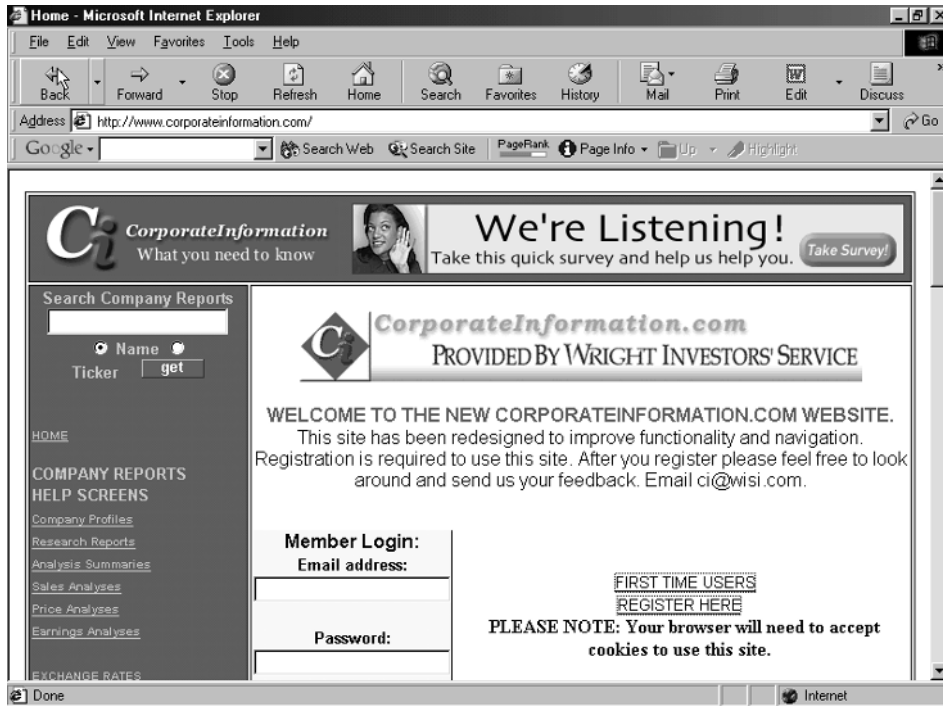 Home - Microsoft Internet Explorer
File Edit View Favorites Tools Help
Back Forward Stop Refresh Home Search Favorites History Mail Print Edit Discuss »
Address http://www.corporateinformation.com/ Go
Google Search Web Search Site PageRank Page Info Up Highlight
Ci CorporateInformation
What you need to know
We're Listening!
Take this quick survey and help us help you. Take Survey!
Search Company Reports
Name
Ticker get
HOME
COMPANY REPORTS
HELP SCREENS
Company Profiles
Research Reports
Analysis Summaries
Sales Analyses
Price Analyses
Earnings Analyses
EXCHANGE RATES
Ci CorporateInformation.com
PROVIDED BY WRIGHT INVESTORS' SERVICE
WELCOME TO THE NEW CORPORATEINFORMATION.COM WEBSITE.
This site has been redesigned to improve functionality and navigation.
Registration is required to use this site. After you register please feel free to look
around and send us your feedback. Email ci@wisi.com.
Member Login:
Email address:
Password:
FIRST TIME USERS
REGISTER HERE
PLEASE NOTE: Your browser will need to accept
cookies to use this site.
Done Internet